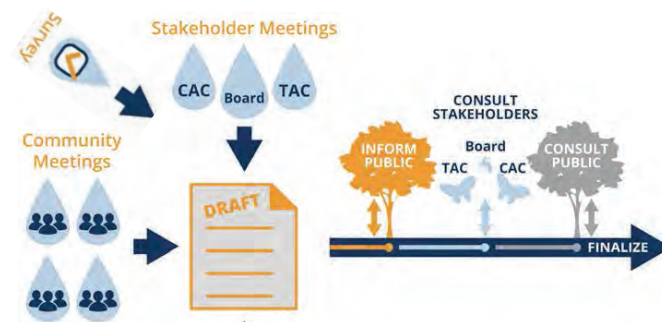 Survey
Stakeholder Meetings
CAC
Board
TAC
Community
Meetings
DRAFT
CONSULT
STAKEHOLDERS
INFORM
PUBLIC
Board
TAC
CAC
CONSULT
PUBLIC
FINALIZE